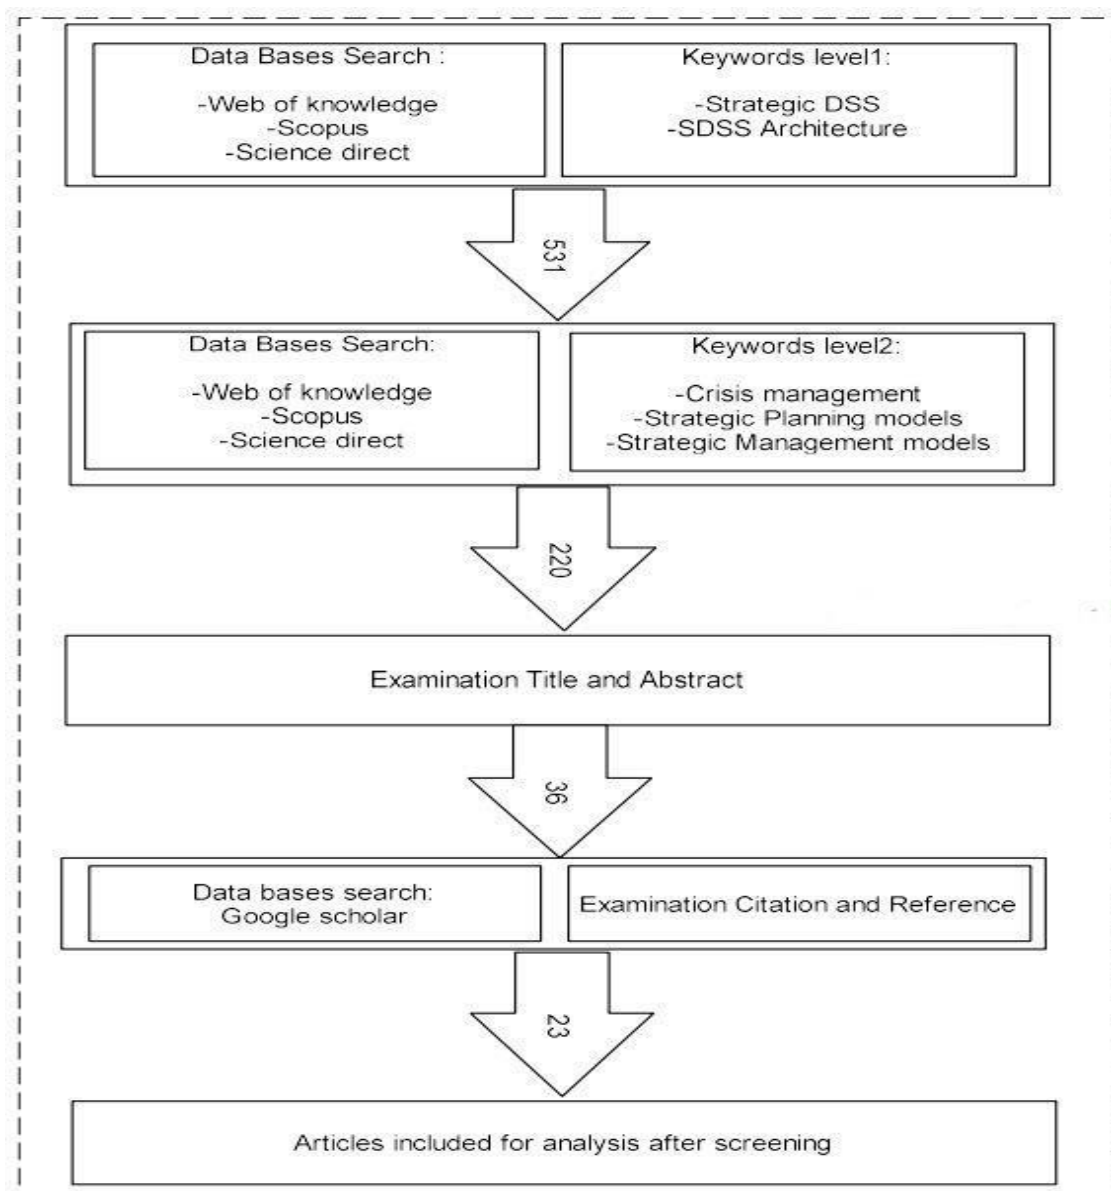 Data Bases Search :
-Web of knowledge
-Scopus
-Science direct
Keywords level1:
-Strategic DSS
-SDSS Architecture
531
Data Bases Search:
-Web of knowledge
-Scopus
-Science direct
Keywords level2:
-Crisis management
-Strategic Planning models
-Strategic Management models
220
Examination Title and Abstract
36
Data bases search:
Google scholar
Examination Citation and Reference
23
Articles included for analysis after screening